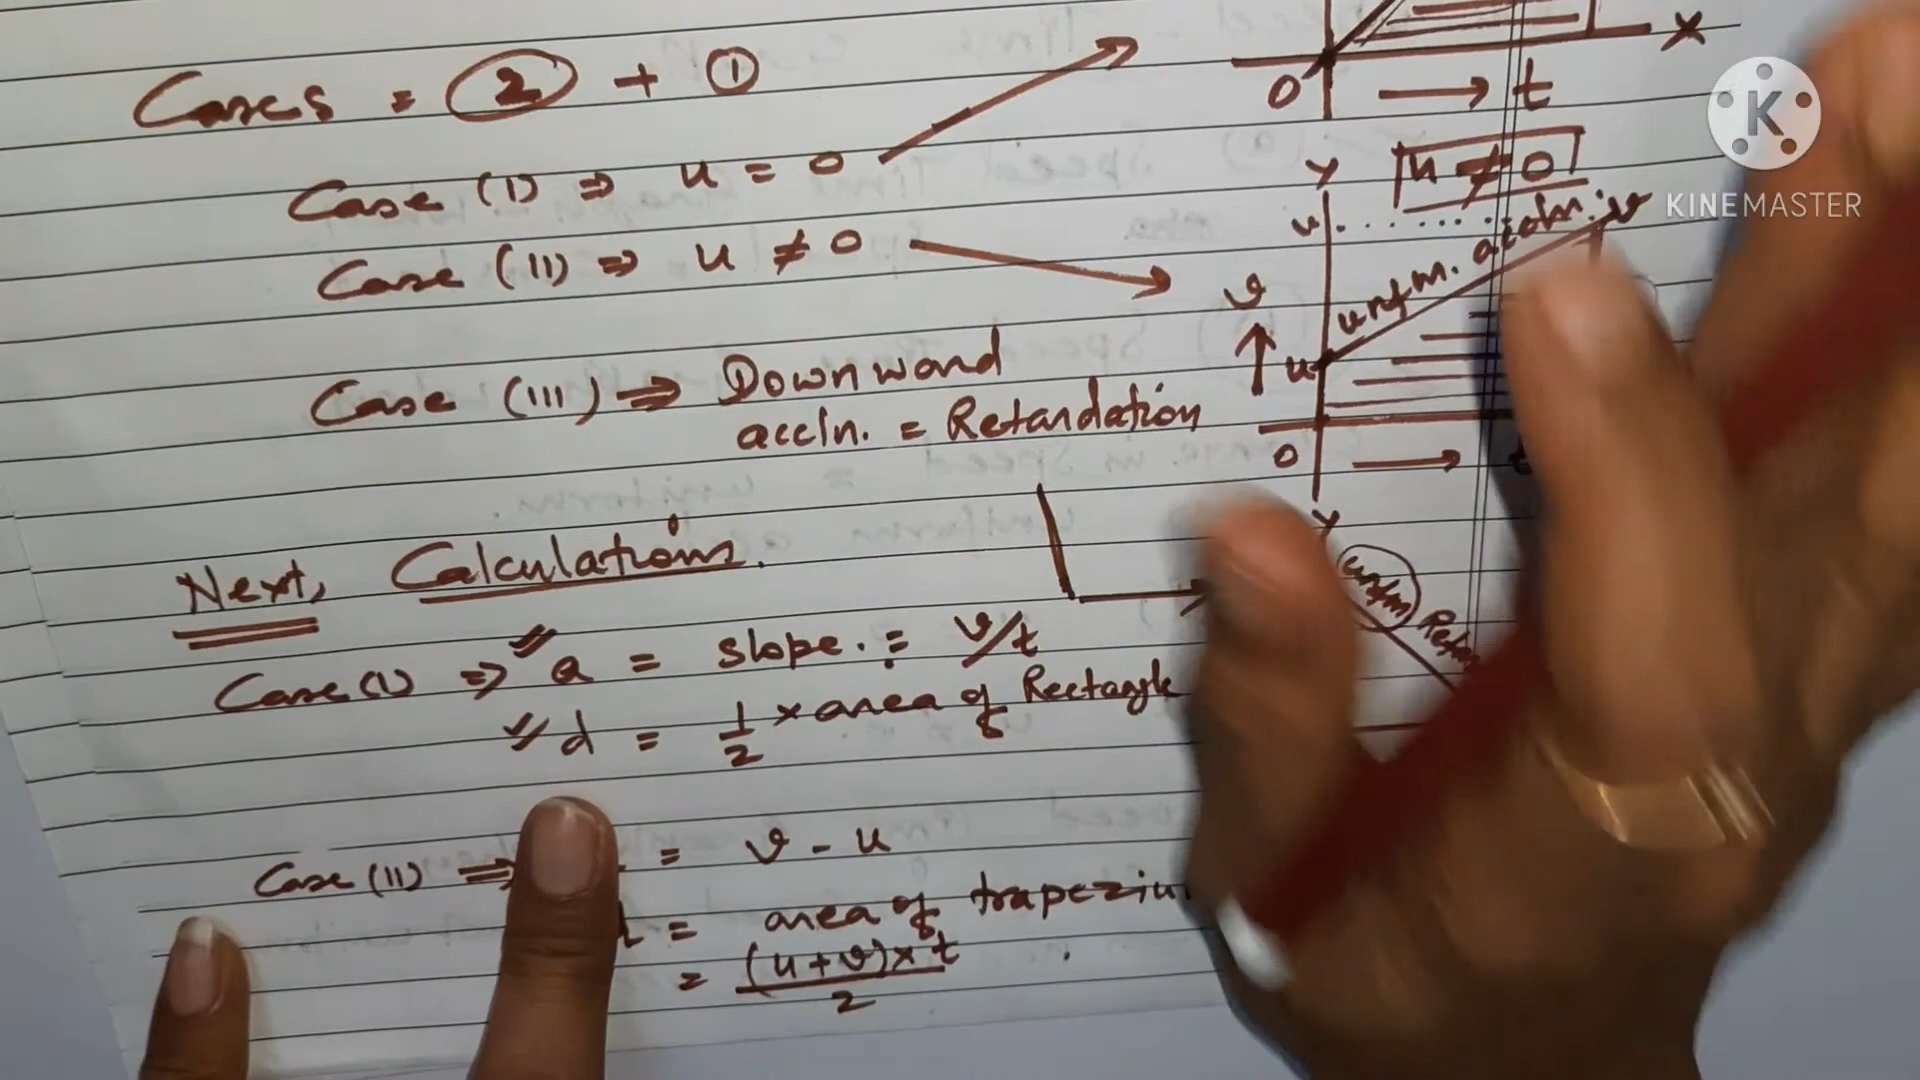 Cases = 2 + 1
Case (I) ⇒ u = 0
Case (II) ⇒ u ≠ 0
Case (III) ⇒ Downward
accln. = Retardation
Next, Calculations.
Case (I) ⇒ a = slope. = v/t
d = 1/2 × area of Rectangle
Case (II) ⇒ = v - u
= area of
= (u+v) × t
2
X
0 → t
Y
u ≠ 0
v
unfm. accln. v
v
u
0 →
Y
unfm
K
KINEMASTER